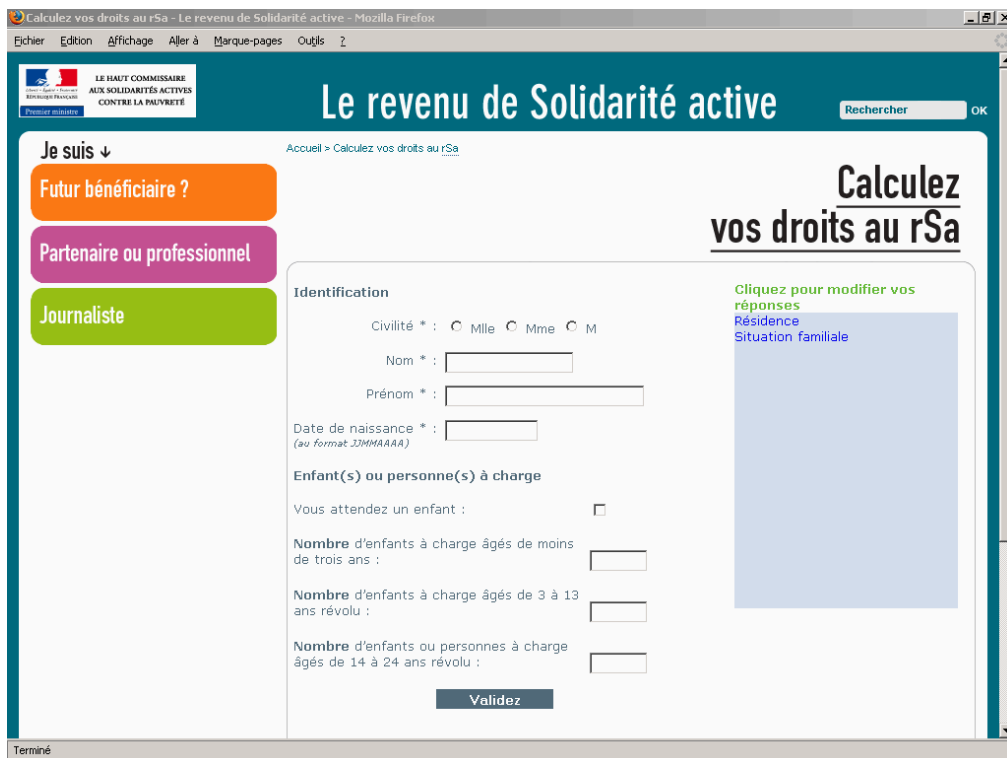 Calculez vos droits au rSa - Le revenu de Solidarité active - Mozilla Firefox
Fichier Edition Affichage Aller à Marque-pages Outils ?
LE HAUT COMMISSAIRE
AUX SOLIDARITÉS ACTIVES
CONTRE LA PAUVRETÉ
Liberté • Égalité • Fraternité
RÉPUBLIQUE FRANÇAISE
Premier ministre
Le revenu de Solidarité active
Rechercher OK
Je suis ↓
Futur bénéficiaire ?
Partenaire ou professionnel
Journaliste
Accueil > Calculez vos droits au rSa
Calculez
vos droits au rSa
Identification
Civilité * : Mlle Mme M
Nom * :
Prénom * :
Date de naissance * :
(au format JJMMAAAA)
Enfant(s) ou personne(s) à charge
Vous attendez un enfant :
Nombre d'enfants à charge âgés de moins
de trois ans :
Nombre d'enfants à charge âgés de 3 à 13
ans révolu :
Nombre d'enfants ou personnes à charge
âgés de 14 à 24 ans révolu :
Validez
Cliquez pour modifier vos
réponses
Résidence
Situation familiale
Terminé